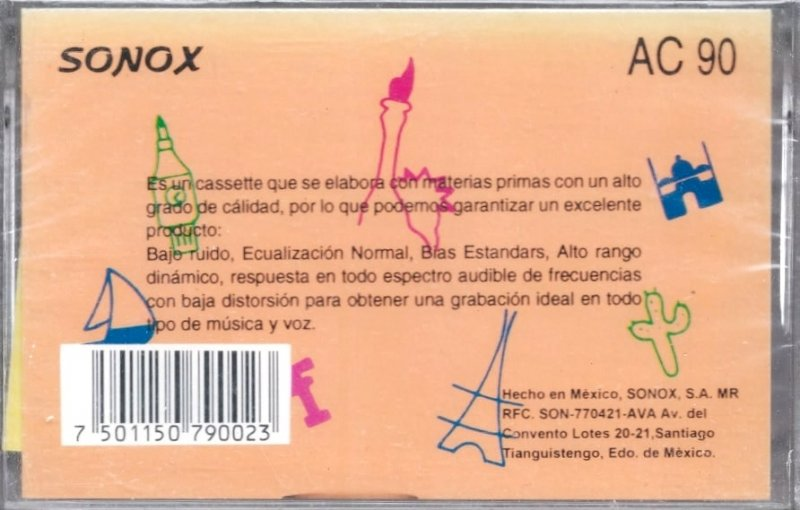 SONOX
AC 90
Es un cassette que se elabora con materias primas con un alto
grado de cálidad, por lo que podemos garantizar un excelente
producto:
Bajo ruido, Ecualización Normal, Bias Estandars, Alto rango
dinámico, respuesta en todo espectro audible de frecuencias
con baja distorsión para obtener una grabación ideal en todo
tipo de música y voz.
7 501150 790023
Hecho en México, SONOX, S.A. MR
RFC. SON-770421-AVA Av. del
Convento Lotes 20-21,Santiago
Tianguistengo, Edo. de México.